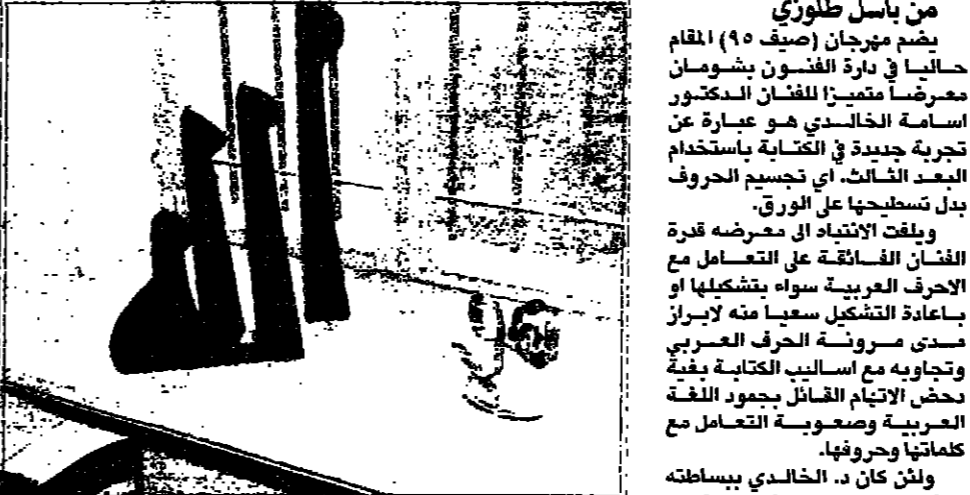 من باسل طلوزي
يضم مهرجان (صيف ٩٥) المقام
حاليا في دارة الفنون بشومان
معرضاً متميزا للفنان الدكتور
اسامة الخالدي هو عبارة عن
تجربة جديدة في الكتابة باستخدام
البعد الثالث. اي تجسيم الحروف
بدل تسطيحها على الورق.
ويلفت الانتباه الى معرضه قدرة
الفنان الفائقة على التعامل مع
الاحرف العربية سواء بتشكيلها او
باعادة التشكيل سعيا منه لابراز
مدى مرونة الحرف العربي
وتجاوبه مع اساليب الكتابة بغية
دحض الاتهام القائل بجمود اللغة
العربية وصعوبة التعامل مع
كلماتها وحروفها.
ولئن كان د. الخالدي ببساطته